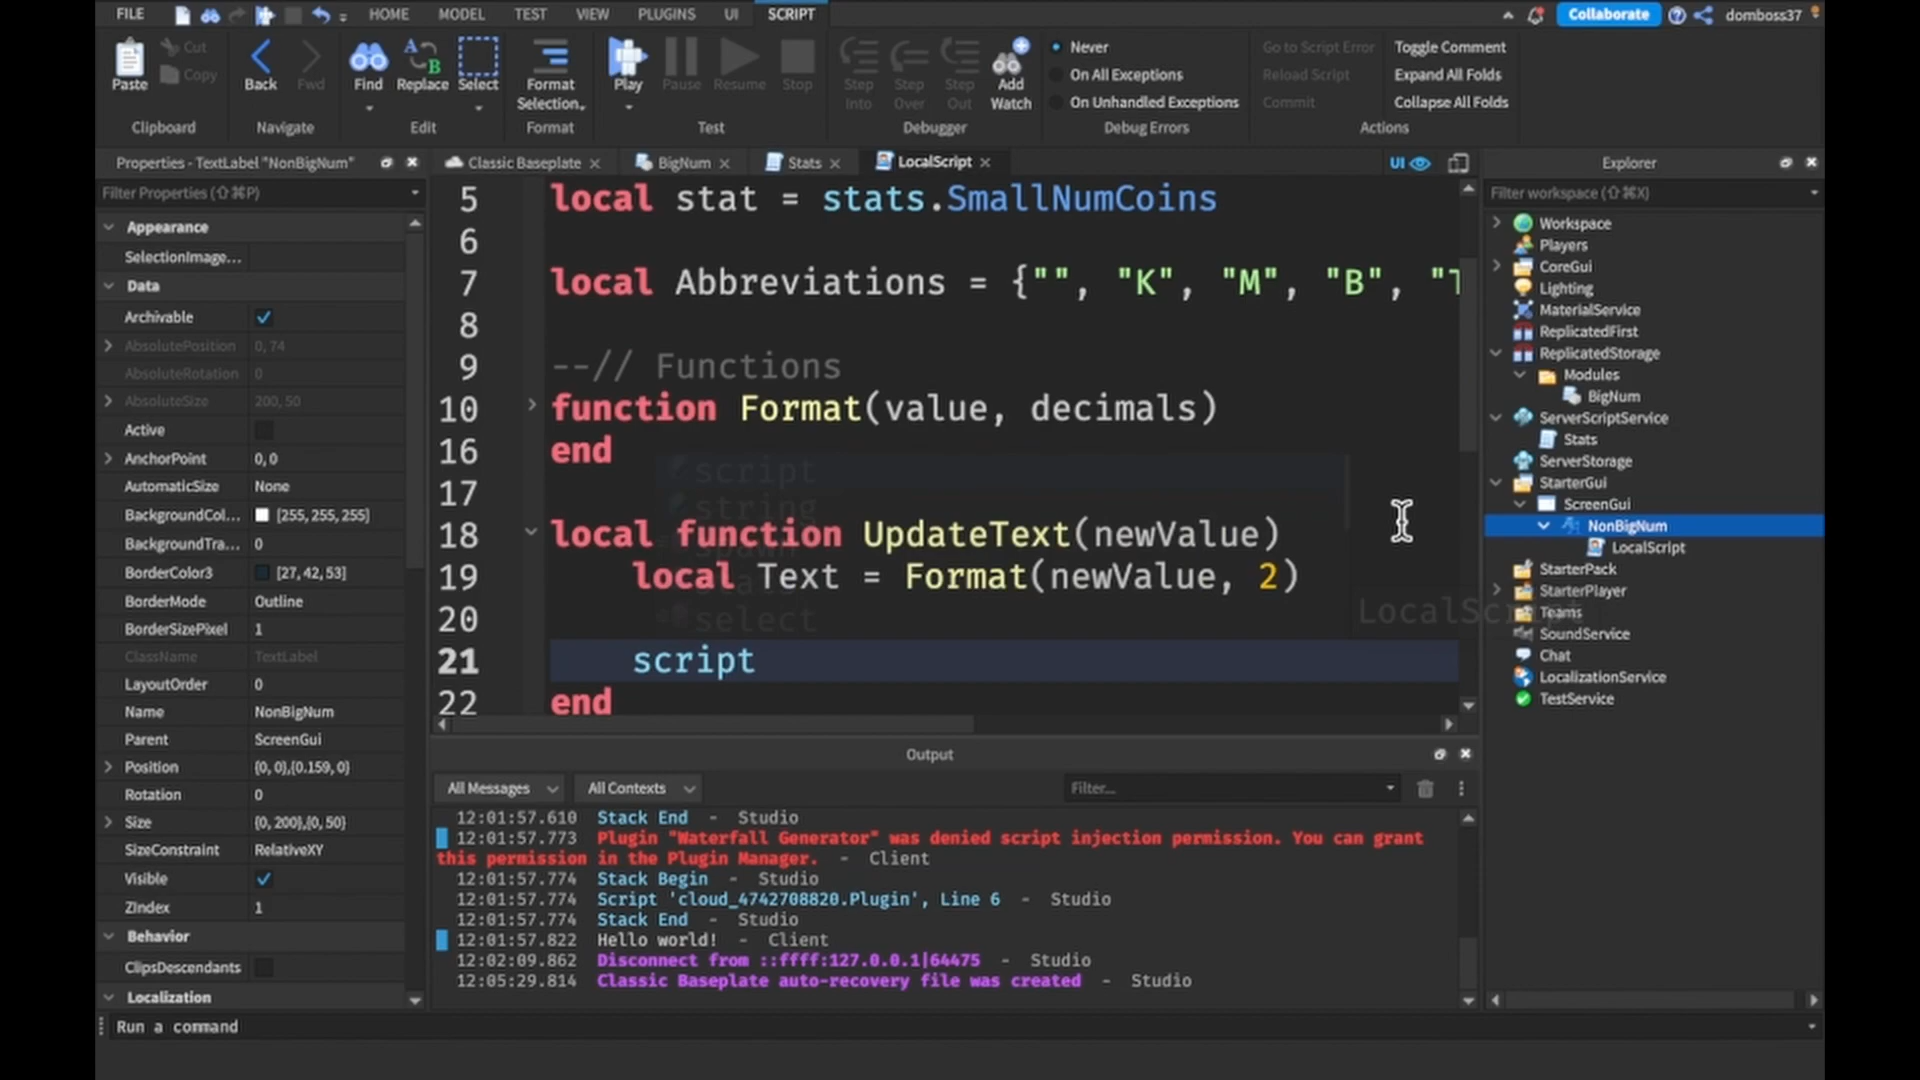 FILE HOME MODEL TEST VIEW PLUGINS UI SCRIPT Collaborate domboss37
Paste Cut Copy Back Fwd Find Replace Select Format Selection Play Pause Resume Stop Step Into Step Over Step Out Add Watch
Never
On All Exceptions
On Unhandled Exceptions
Go to Script Error
Reload Script
Commit
Toggle Comment
Expand All Folds
Collapse All Folds
Clipboard Navigate Edit Format Test Debugger Debug Errors Actions
Properties - TextLabel "NonBigNum"
Filter Properties (⇧⌘P)
Appearance
SelectionImage...
Data
Archivable
AbsolutePosition 0, 74
AbsoluteRotation 0
AbsoluteSize 200, 50
Active
AnchorPoint 0, 0
AutomaticSize None
BackgroundCol... [255, 255, 255]
BackgroundTra... 0
BorderColor3 [27, 42, 53]
BorderMode Outline
BorderSizePixel 1
ClassName TextLabel
LayoutOrder 0
Name NonBigNum
Parent ScreenGui
Position {0, 0},{0.159, 0}
Rotation 0
Size {0, 200},{0, 50}
SizeConstraint RelativeXY
Visible
ZIndex 1
Behavior
ClipsDescendants
Localization
Classic Baseplate BigNum Stats LocalScript UI
5 local stat = stats.SmallNumCoins
6
7 local Abbreviations = {"", "K", "M", "B", "T
8
9 --// Functions
10 function Format(value, decimals)
16 end
17
18 local function UpdateText(newValue)
19 local Text = Format(newValue, 2)
20
21 script
22 end
script
string
spawn
stats
select
LocalScript
Output
All Messages All Contexts Filter...
12:01:57.610 Stack End - Studio
12:01:57.773 Plugin "Waterfall Generator" was denied script injection permission. You can grant
this permission in the Plugin Manager. - Client
12:01:57.774 Stack Begin - Studio
12:01:57.774 Script 'cloud_4742708820.Plugin', Line 6 - Studio
12:01:57.774 Stack End - Studio
12:01:57.822 Hello world! - Client
12:02:09.862 Disconnect from ::ffff:127.0.0.1|64475 - Studio
12:05:29.814 Classic Baseplate auto-recovery file was created - Studio
Explorer
Filter workspace (⇧⌘X)
Workspace
Players
CoreGui
Lighting
MaterialService
ReplicatedFirst
ReplicatedStorage
Modules
BigNum
ServerScriptService
Stats
ServerStorage
StarterGui
ScreenGui
NonBigNum
LocalScript
StarterPack
StarterPlayer
Teams
SoundService
Chat
LocalizationService
TestService
Run a command